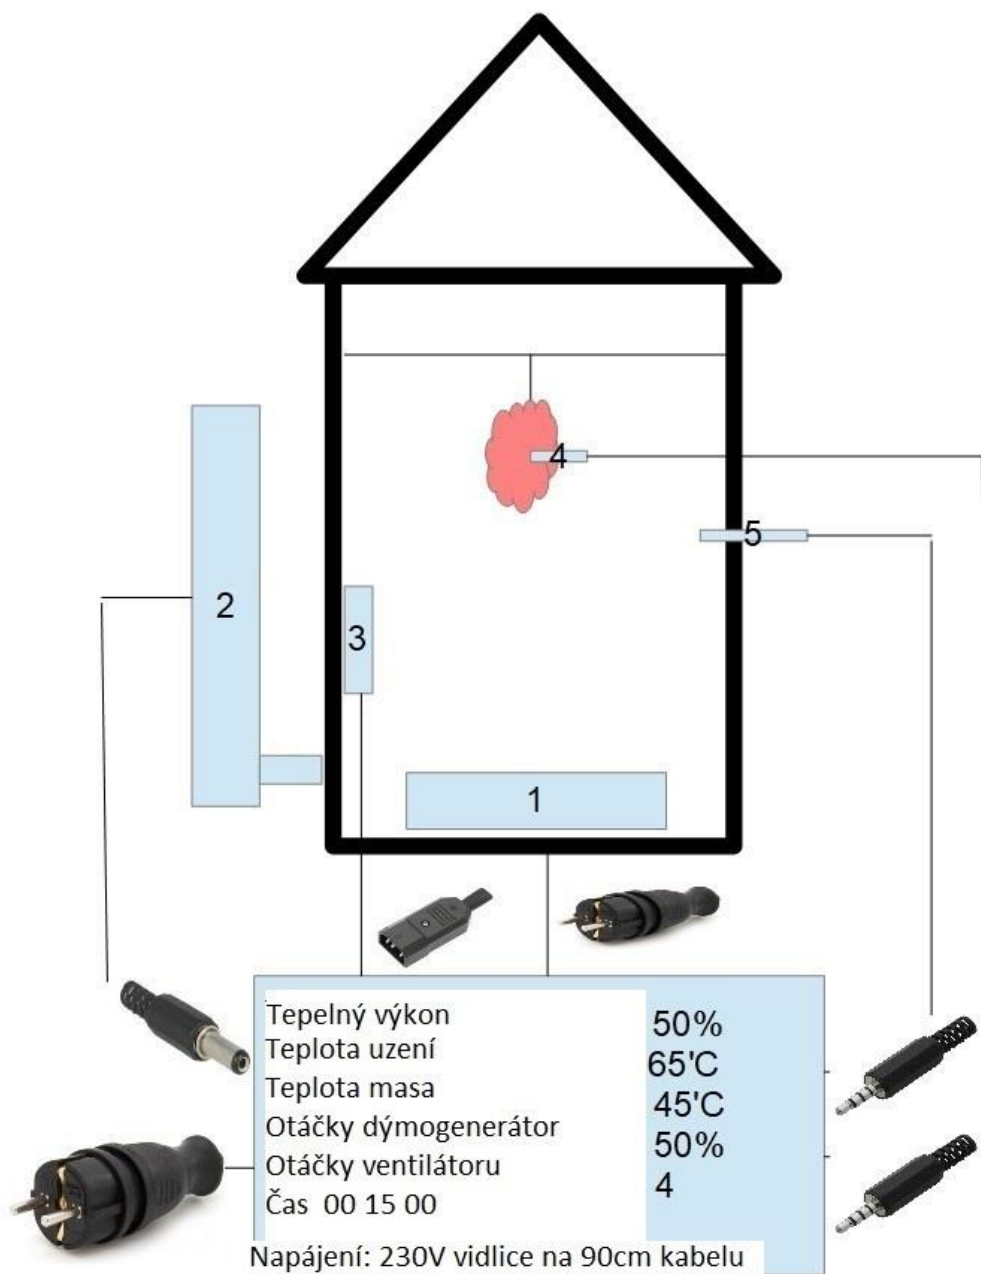 4
5
2
3
1
Tepelný výkon 50%
Teplota uzení 65'C
Teplota masa 45'C
Otáčky dýmogenerátor 50%
Otáčky ventilátoru 4
Čas 00 15 00
Napájení: 230V vidlice na 90cm kabelu